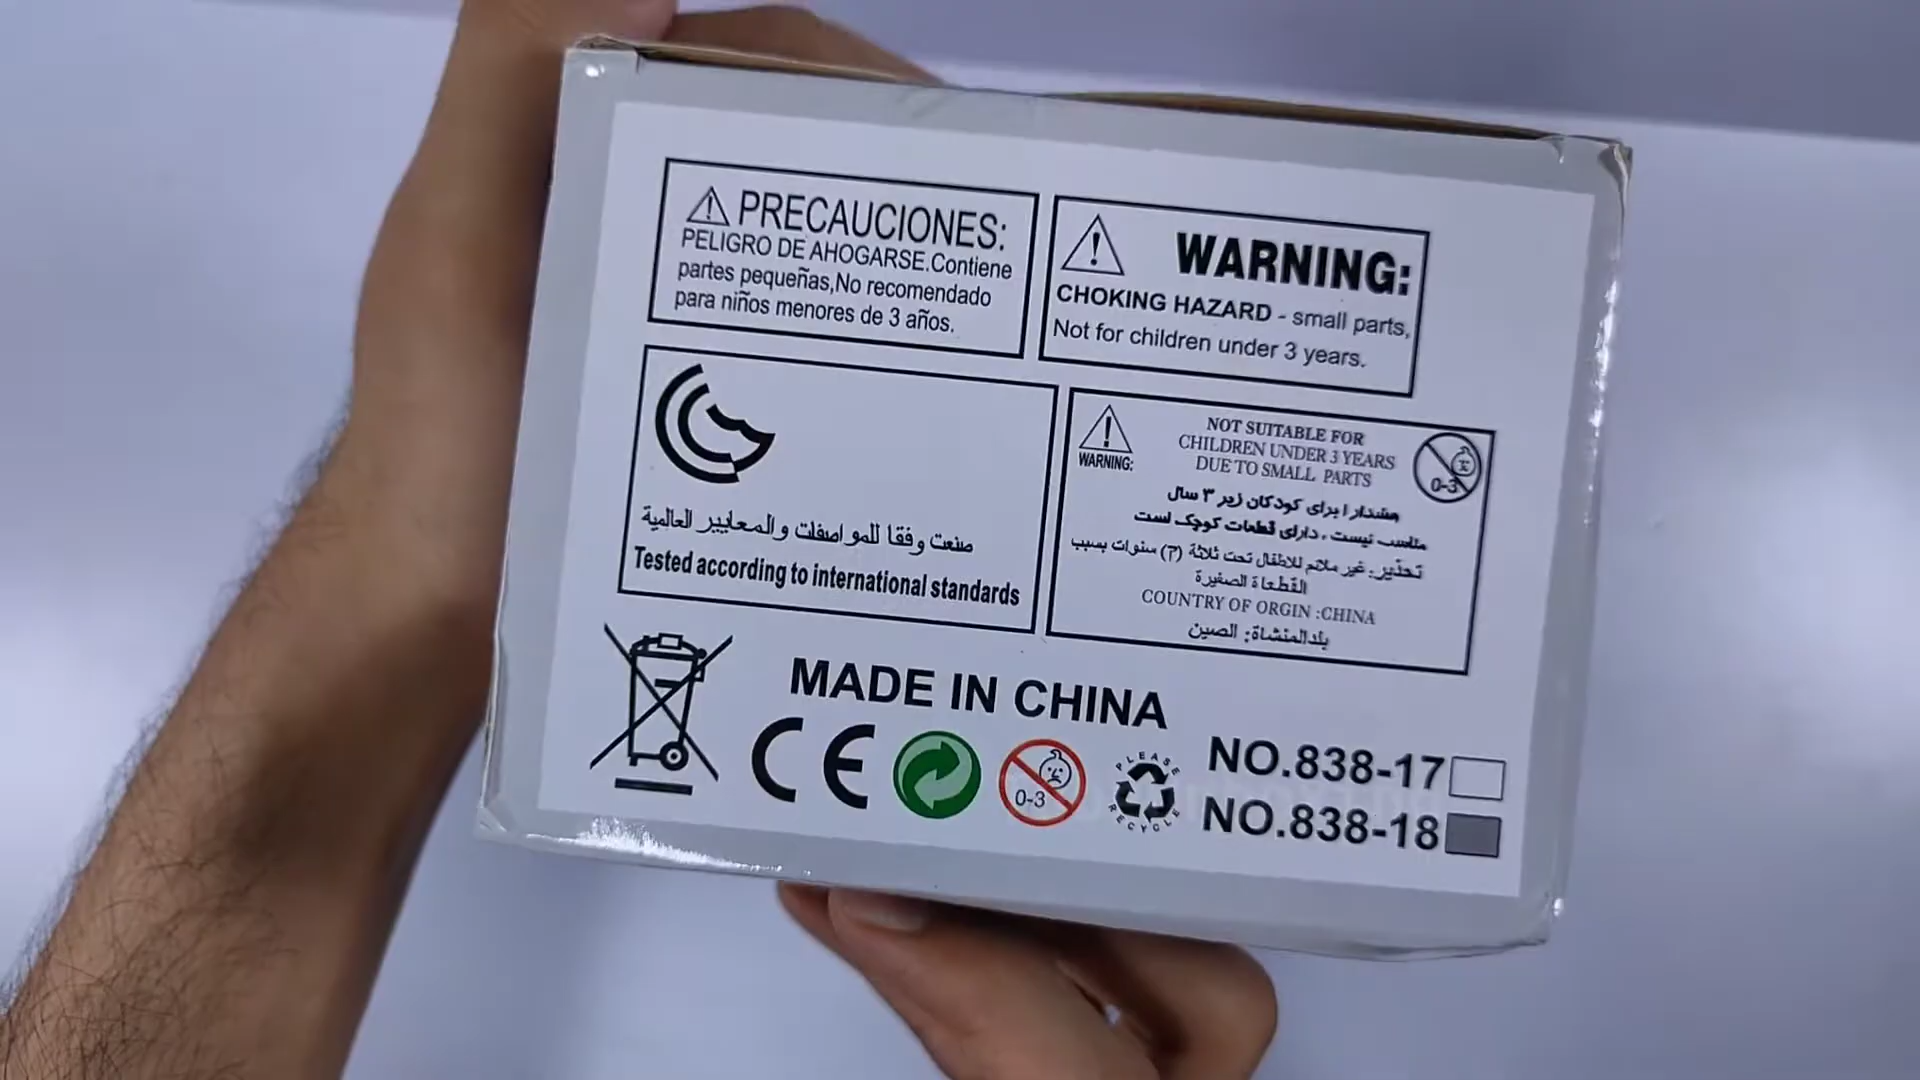 PRECAUCIONES:
PELIGRO DE AHOGARSE.Contiene
partes pequeñas,No recomendado
para niños menores de 3 años.
WARNING:
CHOKING HAZARD - small parts,
Not for children under 3 years.
صنعت وفقا للمواصفات والمعايير العالمية
Tested according to international standards
WARNING:
NOT SUITABLE FOR
CHILDREN UNDER 3 YEARS
DUE TO SMALL PARTS
0-3
هشدار ! برای کودکان زیر ۳ سال
مناسب نیست ، دارای قطعات کوچک است
تحذير: غير ملائم للاطفال تحت ثلاثة (٣) سنوات بسبب
القطعاة الصغيرة
COUNTRY OF ORGIN :CHINA
بلدالمنشاة: الصين
MADE IN CHINA
CE
0-3
PLEASE
RECYCLE
NO.838-17
NO.838-18